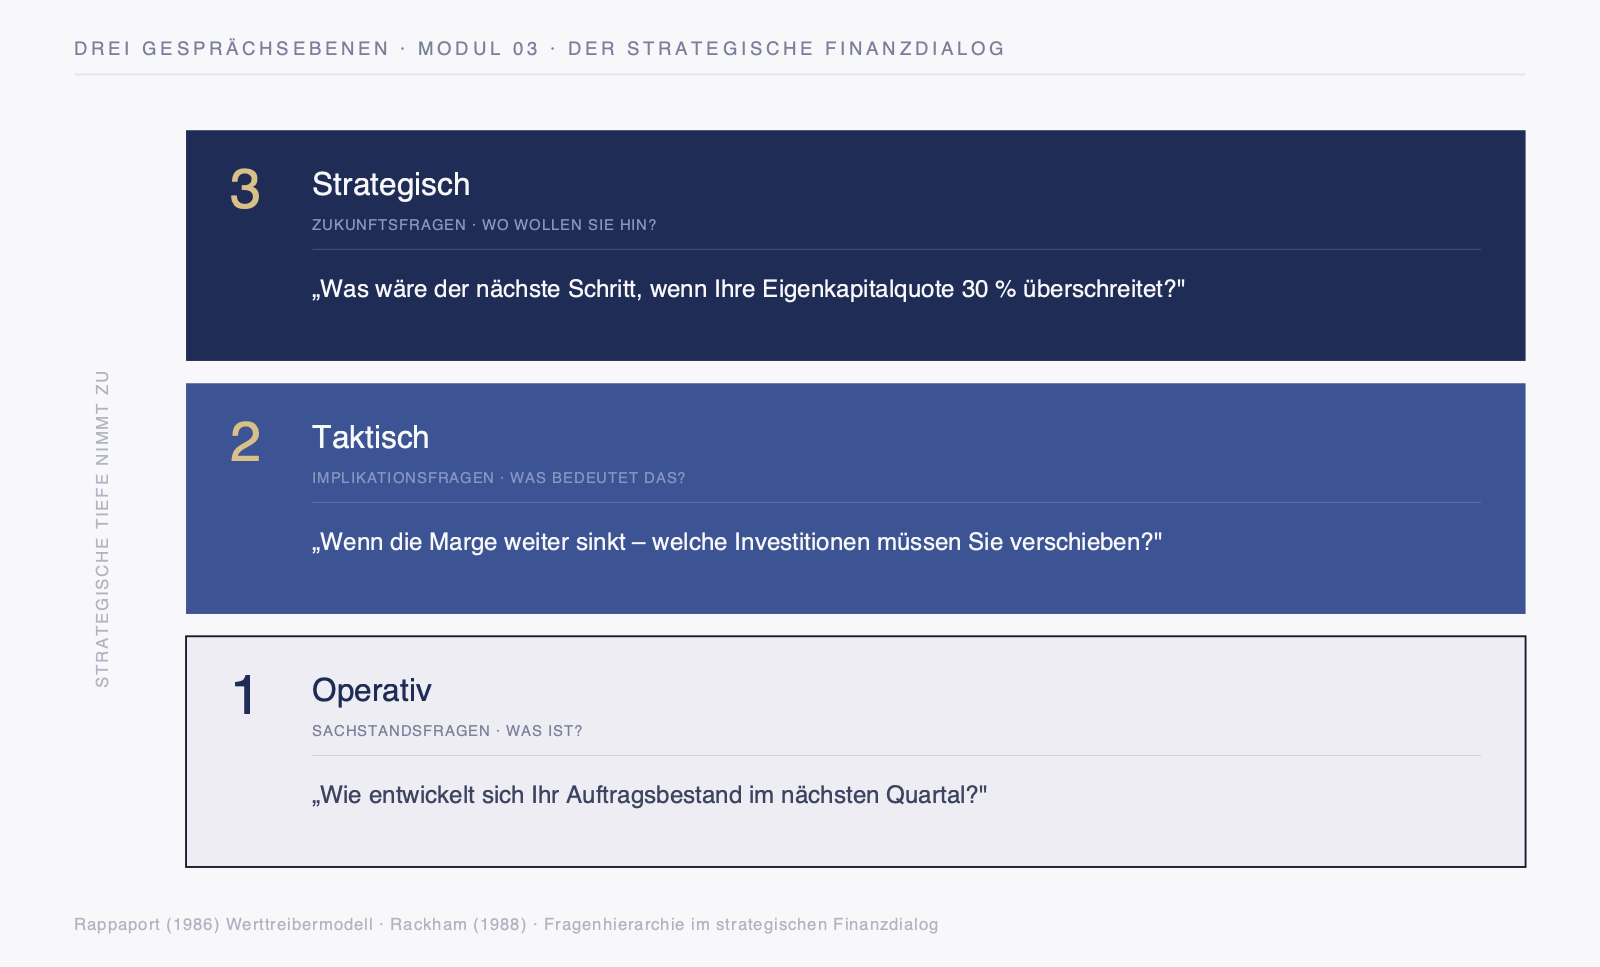 DREI GESPRÄCHSEBENEN · MODUL 03 · DER STRATEGISCHE FINANZDIALOG
3
Strategisch
ZUKUNFTSFRAGEN · WO WOLLEN SIE HIN?
„Was wäre der nächste Schritt, wenn Ihre Eigenkapitalquote 30 % überschreitet?"
2
Taktisch
IMPLIKATIONSFRAGEN · WAS BEDEUTET DAS?
„Wenn die Marge weiter sinkt – welche Investitionen müssen Sie verschieben?"
1
Operativ
SACHSTANDSFRAGEN · WAS IST?
„Wie entwickelt sich Ihr Auftragsbestand im nächsten Quartal?"
STRATEGISCHE TIEFE NIMMT ZU
Rappaport (1986) Werttreibermodell · Rackham (1988) · Fragenhierarchie im strategischen Finanzdialog